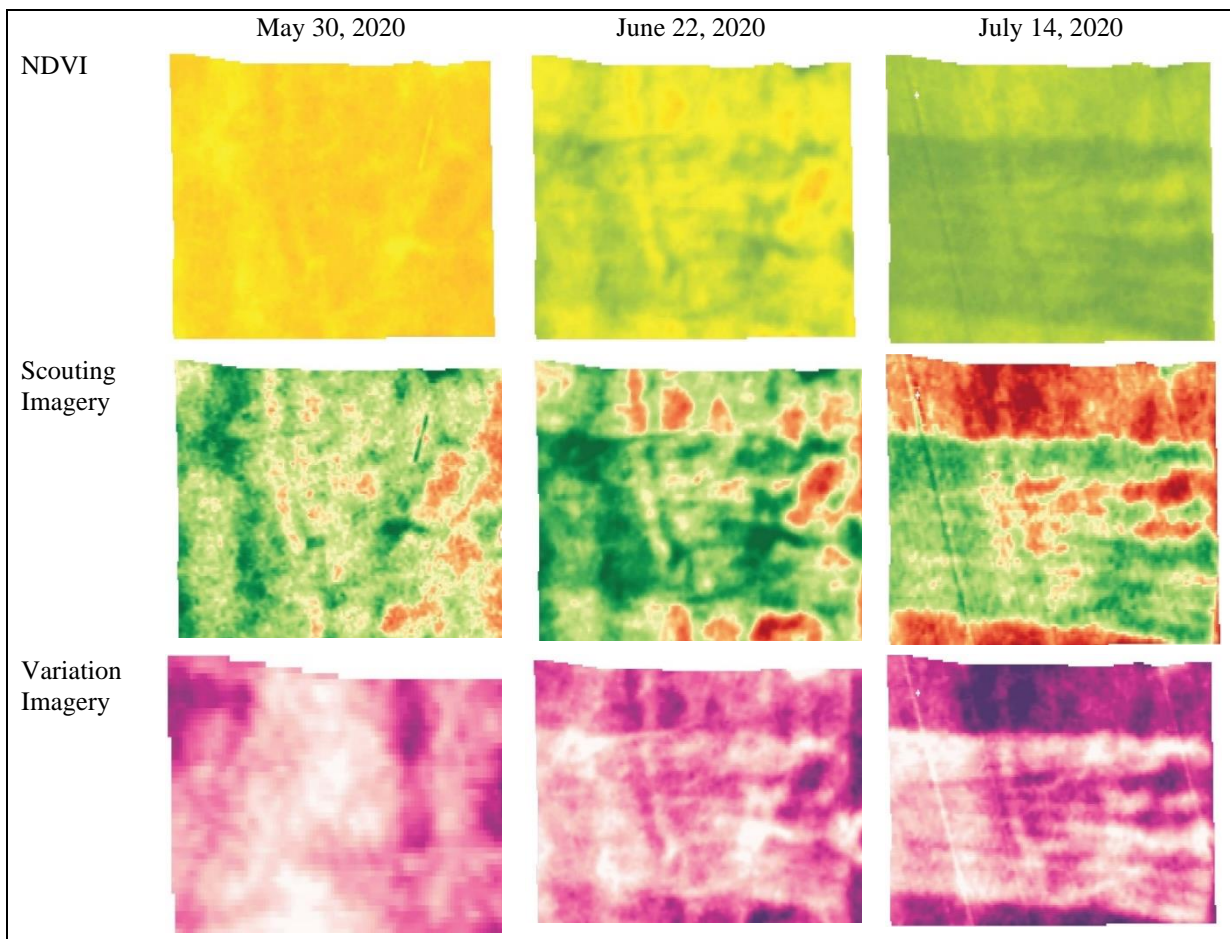 May 30, 2020 June 22, 2020 July 14, 2020
NDVI
Scouting
Imagery
Variation
Imagery